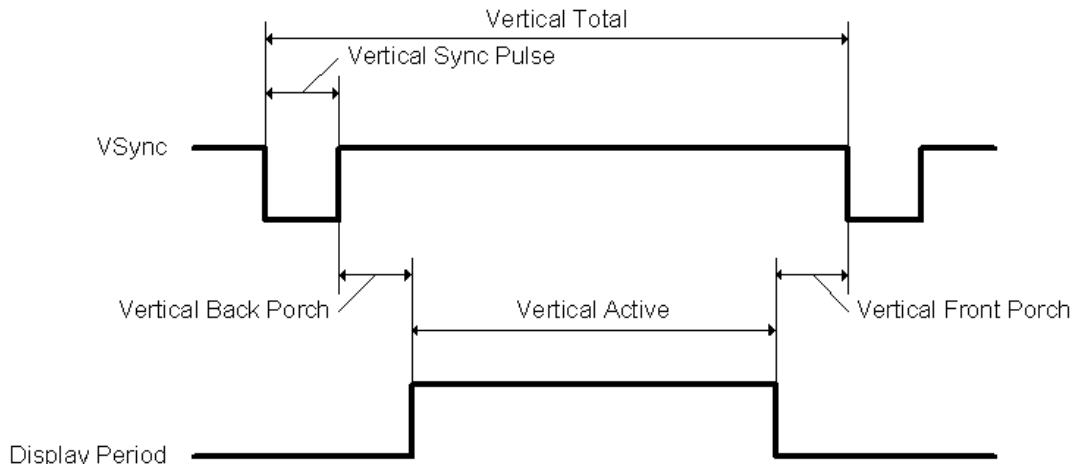 Vertical Total
Vertical Sync Pulse
VSync
Vertical Back Porch
Vertical Active
Vertical Front Porch
Display Period